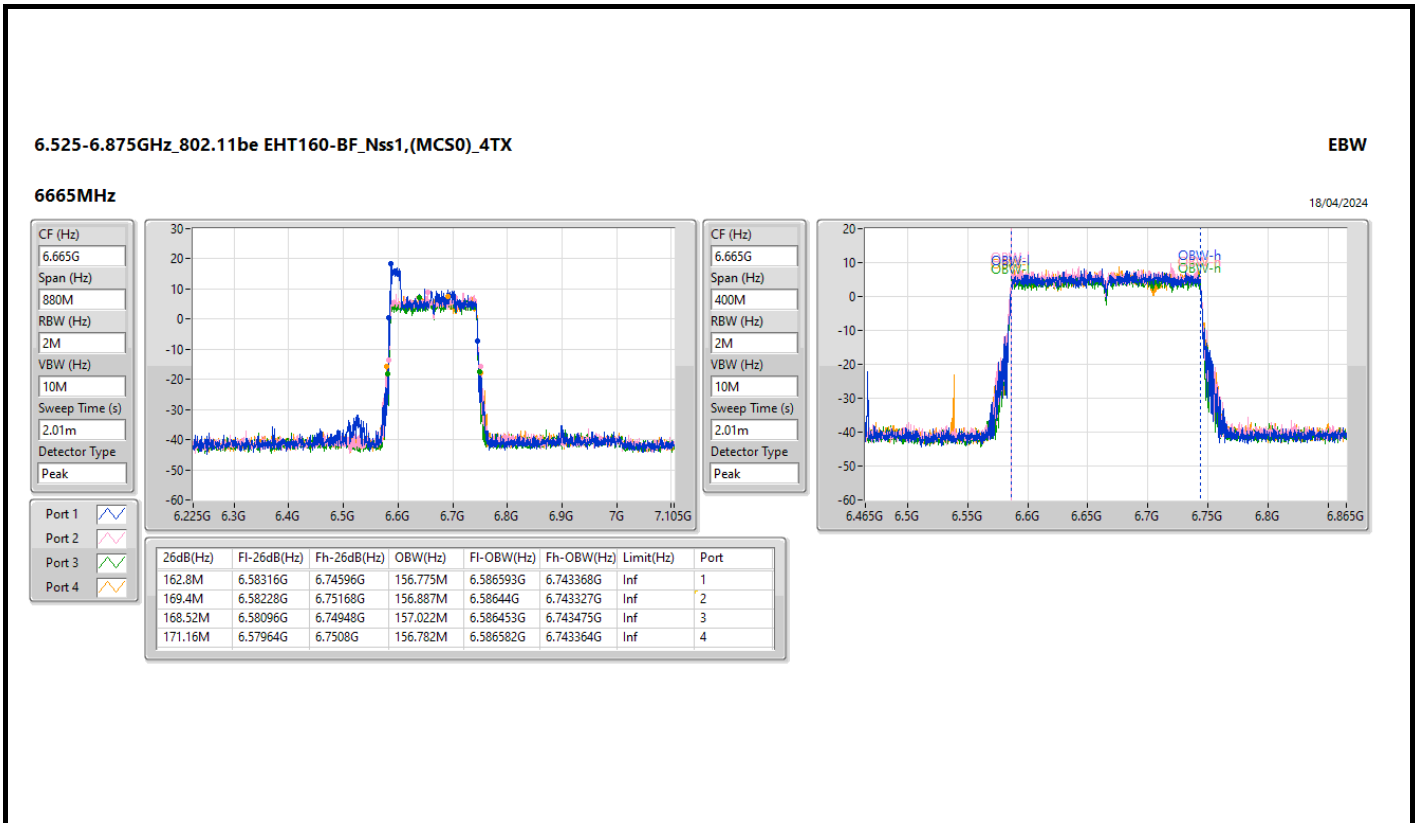 6.525-6.875GHz_802.11be EHT160-BF_Nss1,(MCS0)_4TX
EBW
6665MHz
18/04/2024
CF (Hz)
6.665G
Span (Hz)
880M
RBW (Hz)
2M
VBW (Hz)
10M
Sweep Time (s)
2.01m
Detector Type
Peak
30
20
10
0
-10
-20
-30
-40
-50
-60
6.225G 6.3G 6.4G 6.5G 6.6G 6.7G 6.8G 6.9G 7G 7.105G
CF (Hz)
6.665G
Span (Hz)
400M
RBW (Hz)
2M
VBW (Hz)
10M
Sweep Time (s)
2.01m
Detector Type
Peak
20
10
0
-10
-20
-30
-40
-50
-60
OBW-l OBW-h
OBW-h
6.465G 6.5G 6.55G 6.6G 6.65G 6.7G 6.75G 6.8G 6.865G
Port 1
Port 2
Port 3
Port 4
26dB(Hz) Fl-26dB(Hz) Fh-26dB(Hz) OBW(Hz) Fl-OBW(Hz) Fh-OBW(Hz) Limit(Hz) Port
162.8M 6.58316G 6.74596G 156.775M 6.586593G 6.743368G Inf 1
169.4M 6.58228G 6.75168G 156.887M 6.58644G 6.743327G Inf 2
168.52M 6.58096G 6.74948G 157.022M 6.586453G 6.743475G Inf 3
171.16M 6.57964G 6.7508G 156.782M 6.586582G 6.743364G Inf 4